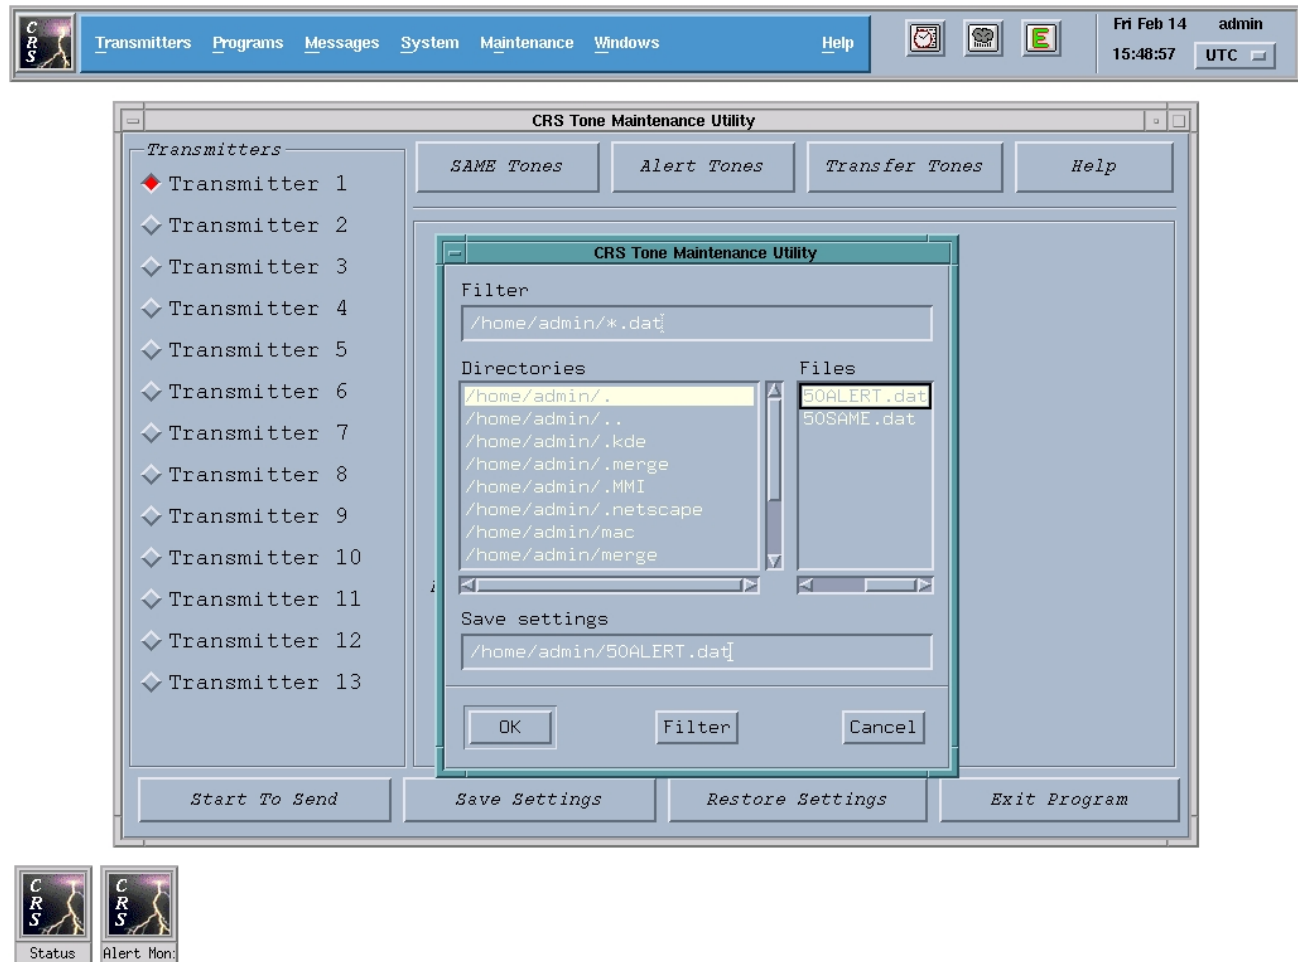 CRS Transmitters Programs Messages System Maintenance Windows Help E Fri Feb 14 admin
15:48:57 UTC
CRS Tone Maintenance Utility
Transmitters
SAME Tones Alert Tones Transfer Tones Help
Transmitter 1
Transmitter 2
Transmitter 3
Transmitter 4
Transmitter 5
Transmitter 6
Transmitter 7
Transmitter 8
Transmitter 9
Transmitter 10
Transmitter 11
Transmitter 12
Transmitter 13
CRS Tone Maintenance Utility
Filter
/home/admin/*.dat
Directories Files
/home/admin/. 50ALERT.dat
/home/admin/.. 50SAME.dat
/home/admin/.kde
/home/admin/.merge
/home/admin/.MMI
/home/admin/.netscape
/home/admin/mac
/home/admin/merge
Save settings
/home/admin/50ALERT.dat
OK Filter Cancel
Start To Send Save Settings Restore Settings Exit Program
CRS CRS
Status Alert Mon: